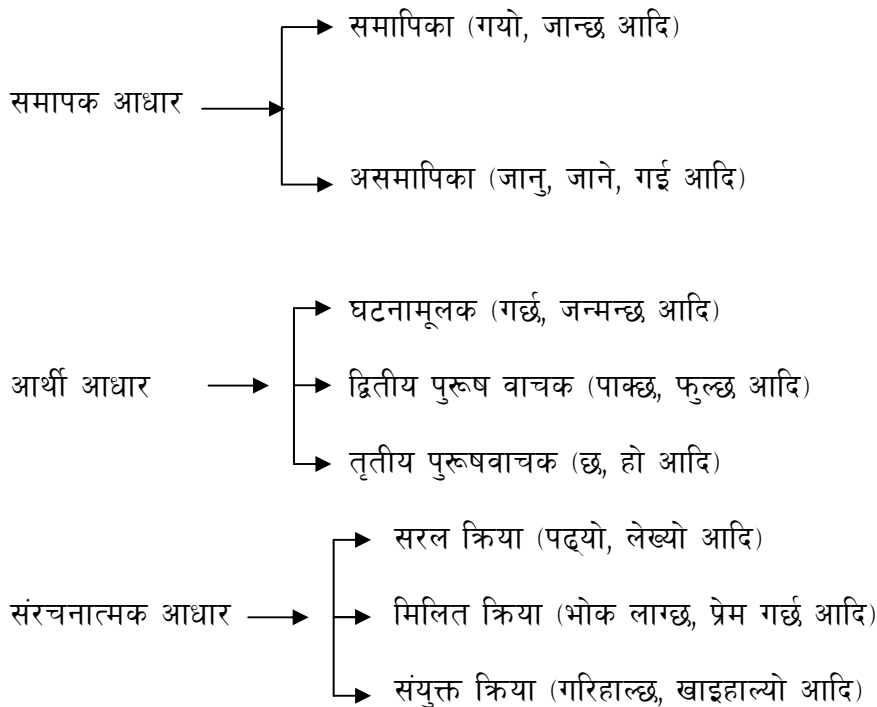 समापिका (गयो, जान्छ आदि)
समापक आधार
असमापिका (जानु, जाने, गई आदि)
घटनामूलक (गर्छ, जन्मन्छ आदि)
आर्थी आधार
द्वितीय पुरूष वाचक (पाक्छ, फुल्छ आदि)
तृतीय पुरूषवाचक (छ, हो आदि)
सरल क्रिया (पढ्यो, लेख्यो आदि)
संरचनात्मक आधार
मिलित क्रिया (भोक लाग्छ, प्रेम गर्छ आदि)
संयुक्त क्रिया (गरिहाल्छ, खाइहाल्यो आदि)